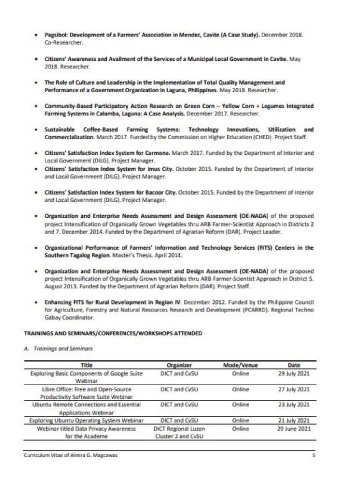 • Pagsibol: Development of a Farmers' Association in Mendez, Cavite (A Case Study). December 2018.
Co-Researcher.
• Citizens' Awareness and Availment of the Services of a Municipal Local Government in Cavite. May
2018. Researcher.
• The Role of Culture and Leadership in the Implementation of Total Quality Management and
Performance of a Government Organization in Laguna, Philippines. May 2018. Researcher.
• Community-Based Participatory Action Research on Green Corn – Yellow Corn + Legumes Integrated
Farming Systems in Calamba, Laguna: A Case Analysis. December 2017. Researcher.
• Sustainable Coffee-Based Farming Systems: Technology Innovations, Utilization and
Commercialization. March 2017. Funded by the Commission on Higher Education (CHED). Project Staff.
• Citizens' Satisfaction Index System for Carmona. March 2017. Funded by the Department of Interior and
Local Government (DILG). Project Manager.
• Citizens' Satisfaction Index System for Imus City. October 2015. Funded by the Department of Interior
and Local Government (DILG). Project Manager.
• Citizens' Satisfaction Index System for Bacoor City. October 2015. Funded by the Department of Interior
and Local Government (DILG). Project Manager.
• Organization and Enterprise Needs Assessment and Design Assessment (OE-NADA) of the proposed
project Intensification of Organically Grown Vegetables thru ARB Farmer-Scientist Approach in Districts 2
and 7. December 2014. Funded by the Department of Agrarian Reform (DAR). Project Leader.
• Organizational Performance of Farmers' Information and Technology Services (FITS) Centers in the
Southern Tagalog Region. Master's Thesis. April 2014.
• Organization and Enterprise Needs Assessment and Design Assessment (OE-NADA) of the proposed
project Intensification of Organically Grown Vegetables thru ARB Farmer-Scientist Approach in District 5.
August 2013. Funded by the Department of Agrarian Reform (DAR). Project Staff.
• Enhancing FITS for Rural Development in Region IV. December 2012. Funded by the Philippine Council
for Agriculture, Forestry and Natural Resources Research and Development (PCARRD). Regional Techno
Gabay Coordinator.
TRAININGS AND SEMINARS/CONFERENCES/WORKSHOPS ATTENDED
A. Trainings and Seminars
Title Organizer Mode/Venue Date
Exploring Basic Components of Google Suite DICT and CvSU Online 29 July 2021
Webinar
Libre Office: Free and Open-Source DICT and CvSU Online 27 July 2021
Productivity Software Suite Webinar
Ubuntu Remote Connections and Essential DICT and CvSU Online 23 July 2021
Applications Webinar
Exploring Ubuntu Operating System Webinar DICT and CvSU Online 21 July 2021
Webinar titled Data Privacy Awareness DICT Regional Luzon Online 29 June 2021
for the Academe Cluster 2 and CvSU
Curriculum Vitae of Almira G. Magcawas 5